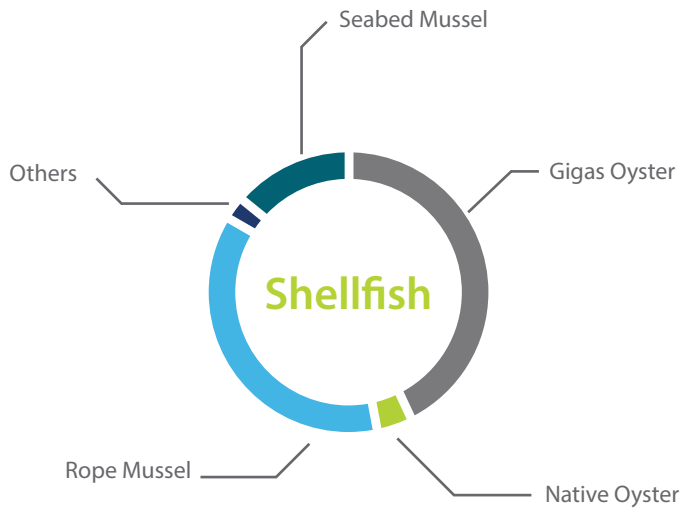 Seabed Mussel
Others
Gigas Oyster
Shellfish
Rope Mussel
Native Oyster